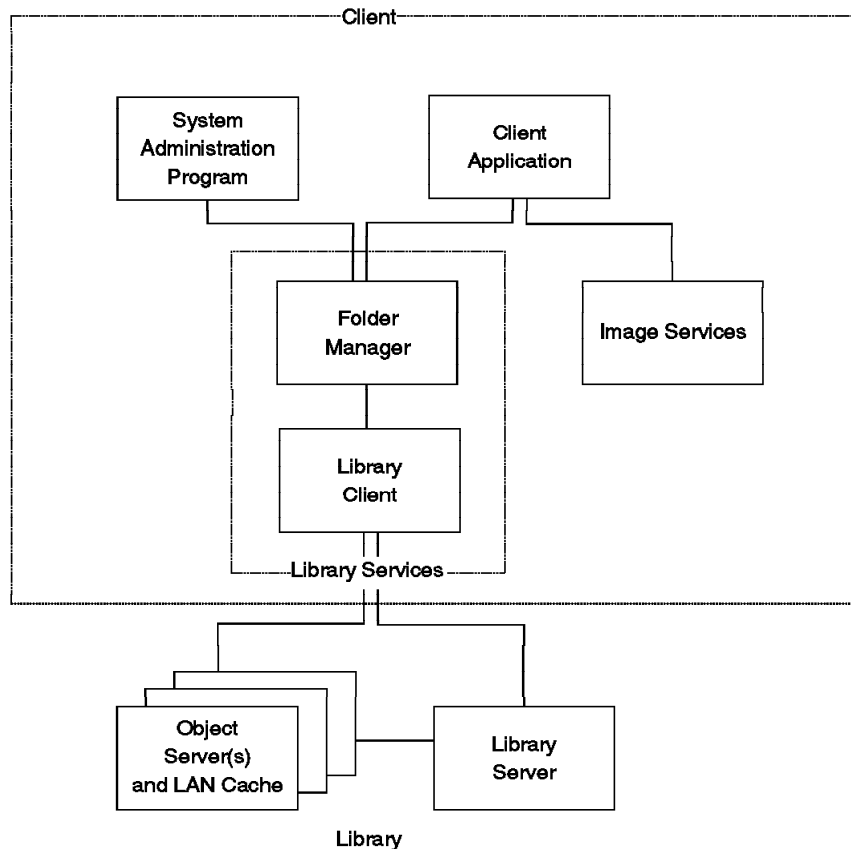 Client
System
Administration
Program
Client
Application
Folder
Manager
Image Services
Library
Client
Library Services
Object
Server(s)
and LAN Cache
Library
Server
Library